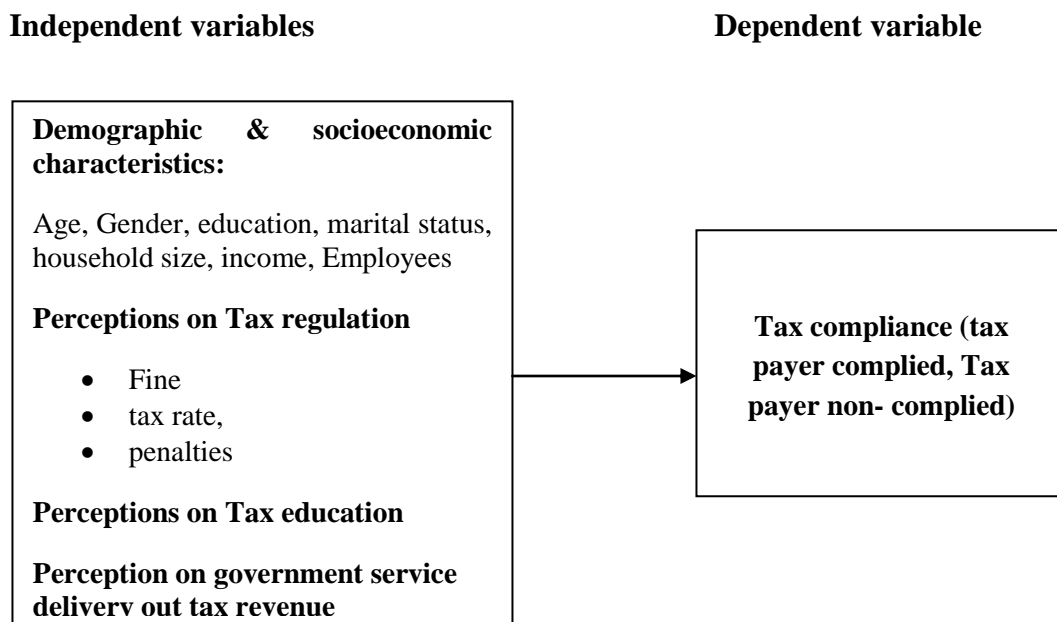 Independent variables
Dependent variable
Demographic & socioeconomic
characteristics:
Age, Gender, education, marital status,
household size, income, Employees
Perceptions on Tax regulation
• Fine
• tax rate,
• penalties
Perceptions on Tax education
Perception on government service
delivery out tax revenue
Tax compliance (tax
payer complied, Tax
payer non- complied)